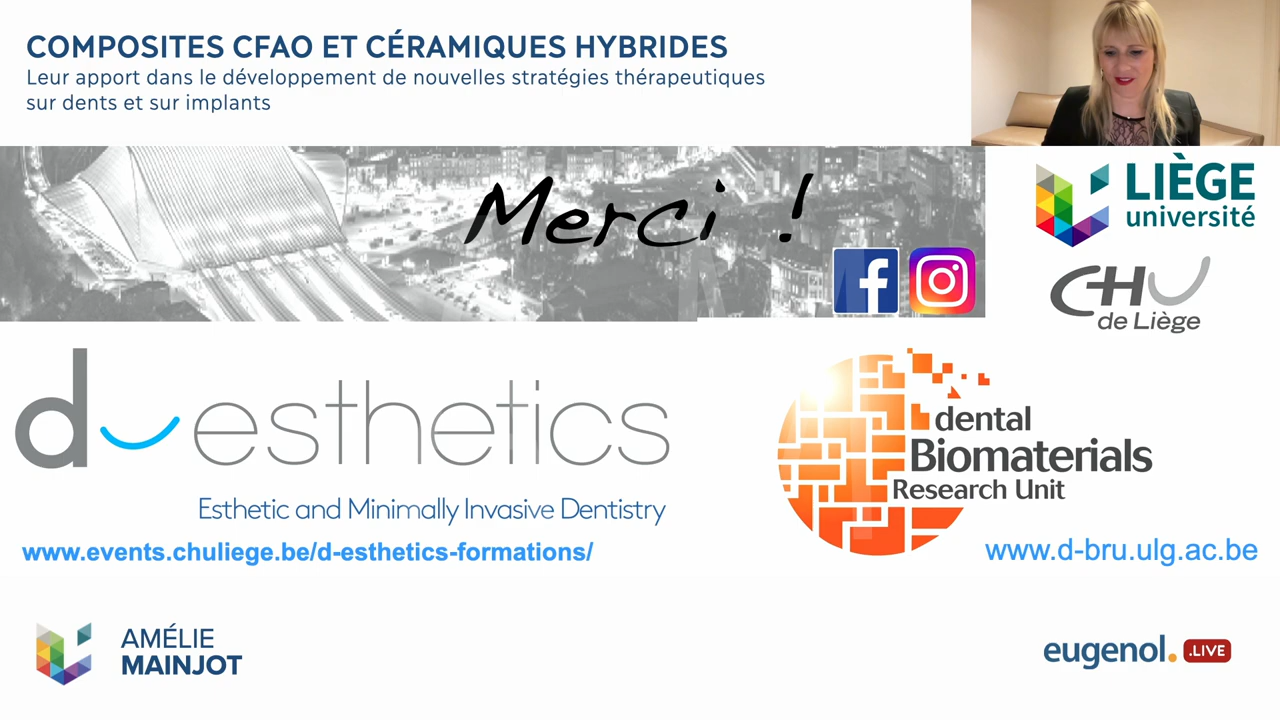 COMPOSITES CFAO ET CÉRAMIQUES HYBRIDES
Leur apport dans le développement de nouvelles stratégies thérapeutiques
sur dents et sur implants
Merci !
LIÈGE
université
CHU
de Liège
d esthetics
Esthetic and Minimally Invasive Dentistry
www.events.chuliege.be/d-esthetics-formations/
dental
Biomaterials
Research Unit
www.d-bru.ulg.ac.be
AMÉLIE
MAINJOT
eugenol. .LIVE